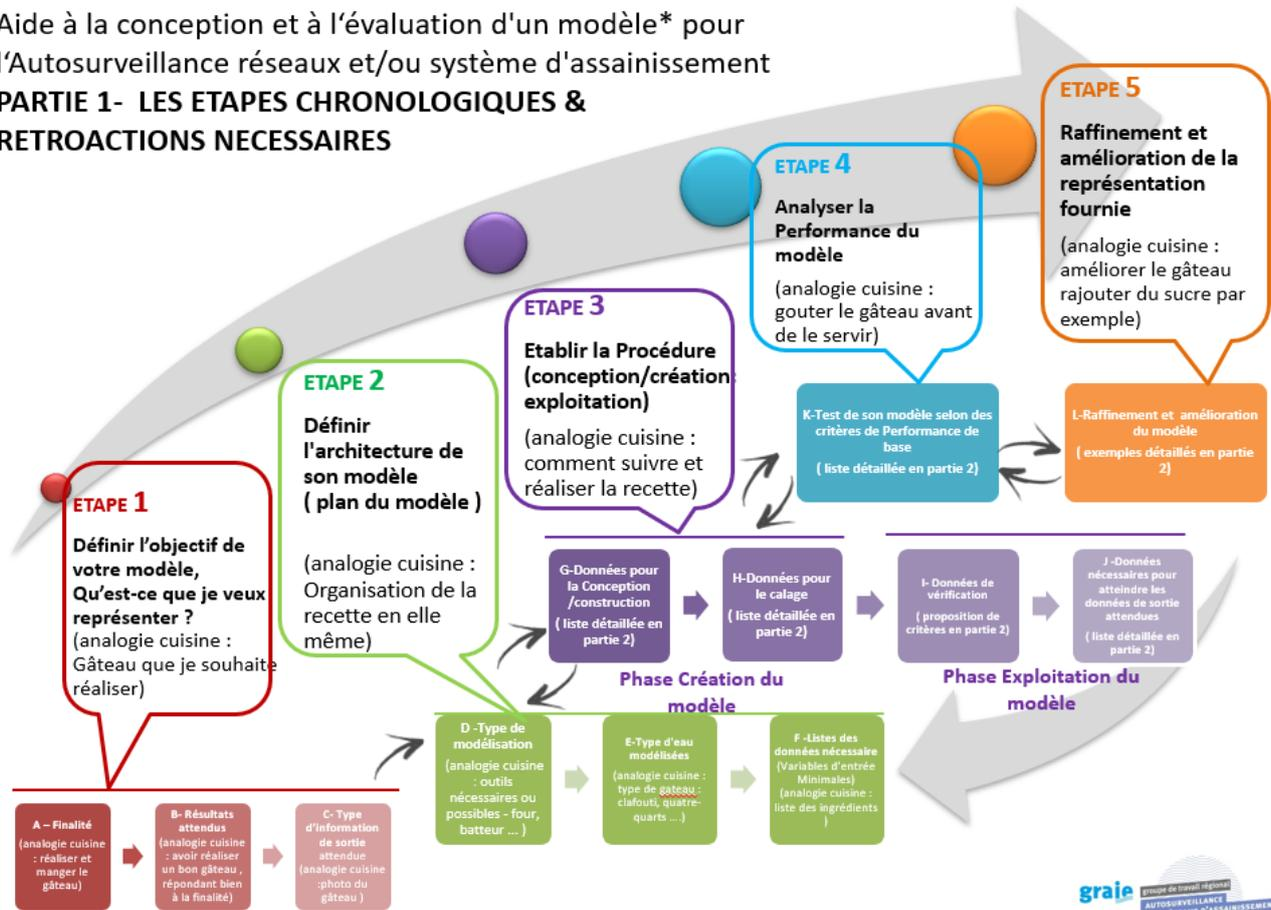 Aide à la conception et à l‘évaluation d'un modèle* pour
l‘Autosurveillance réseaux et/ou système d'assainissement
PARTIE 1- LES ETAPES CHRONOLOGIQUES &
RETROACTIONS NECESSAIRES
ETAPE 5
Raffinement et
amélioration de la
représentation
fournie
(analogie cuisine :
améliorer le gâteau
rajouter du sucre par
exemple)
ETAPE 4
Analyser la
Performance du
modèle
(analogie cuisine :
gouter le gâteau avant
de le servir)
ETAPE 3
Etablir la Procédure
(conception/création:
exploitation)
(analogie cuisine :
comment suivre et
réaliser la recette)
ETAPE 2
Définir
l'architecture de
son modèle
( plan du modèle )
(analogie cuisine :
Organisation de la
recette en elle
même)
ETAPE 1
Définir l’objectif de
votre modèle,
Qu’est-ce que je veux
représenter ?
(analogie cuisine :
Gâteau que je souhaite
réaliser)
K-Test de son modèle selon des
critères de Performance de
base
( liste détaillée en partie 2)
L-Raffinement et amélioration
du modèle
( exemples détaillés en partie
2)
G-Données pour
la Conception
/construction
( liste détaillée en
partie 2)
H-Données pour
le calage
( liste détaillée en
partie 2)
I- Données de
vérification
( proposition de
critères en partie 2)
J -Données
nécessaires pour
atteindre les
données de sortie
attendues
( liste détaillée en
partie 2)
Phase Création du
modèle
Phase Exploitation du
modèle
D -Type de
modélisation
(analogie cuisine
: outils
nécessaires ou
possibles - four,
batteur ... )
E-Type d'eau
modélisées
(analogie cuisine :
type de gateau :
clafouti, quatre-
quarts ....)
F -Listes des
données nécessaire
(Variables d'entrée
Minimales)
(analogie cuisine :
liste des ingrédients
)
A – Finalité
(analogie cuisine
: réaliser et
manger le
gâteau)
B- Résultats
attendus
(analogie cuisine
: avoir réaliser
un bon gâteau ,
répondant bien
à la finalité)
C- Type
d’information
de sortie
attendue
(analogie cuisine
:photo du
gâteau )
graie
groupe de travail régional
AUTOSURVEILLANCE
D'ASSAINISSEMENT